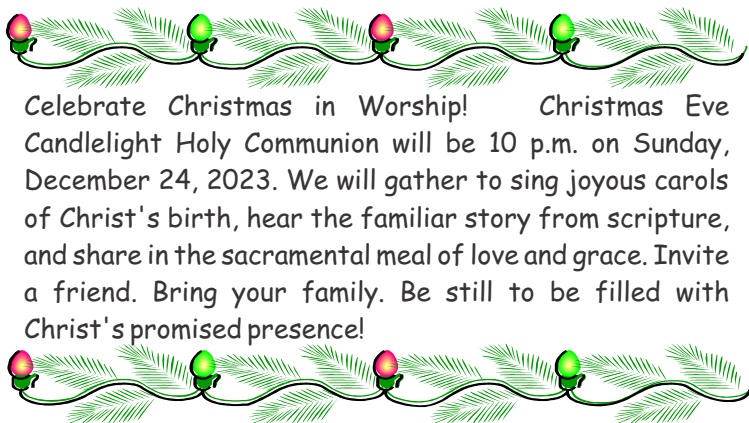 Celebrate Christmas in Worship! Christmas Eve
Candlelight Holy Communion will be 10 p.m. on Sunday,
December 24, 2023. We will gather to sing joyous carols
of Christ's birth, hear the familiar story from scripture,
and share in the sacramental meal of love and grace. Invite
a friend. Bring your family. Be still to be filled with
Christ's promised presence!